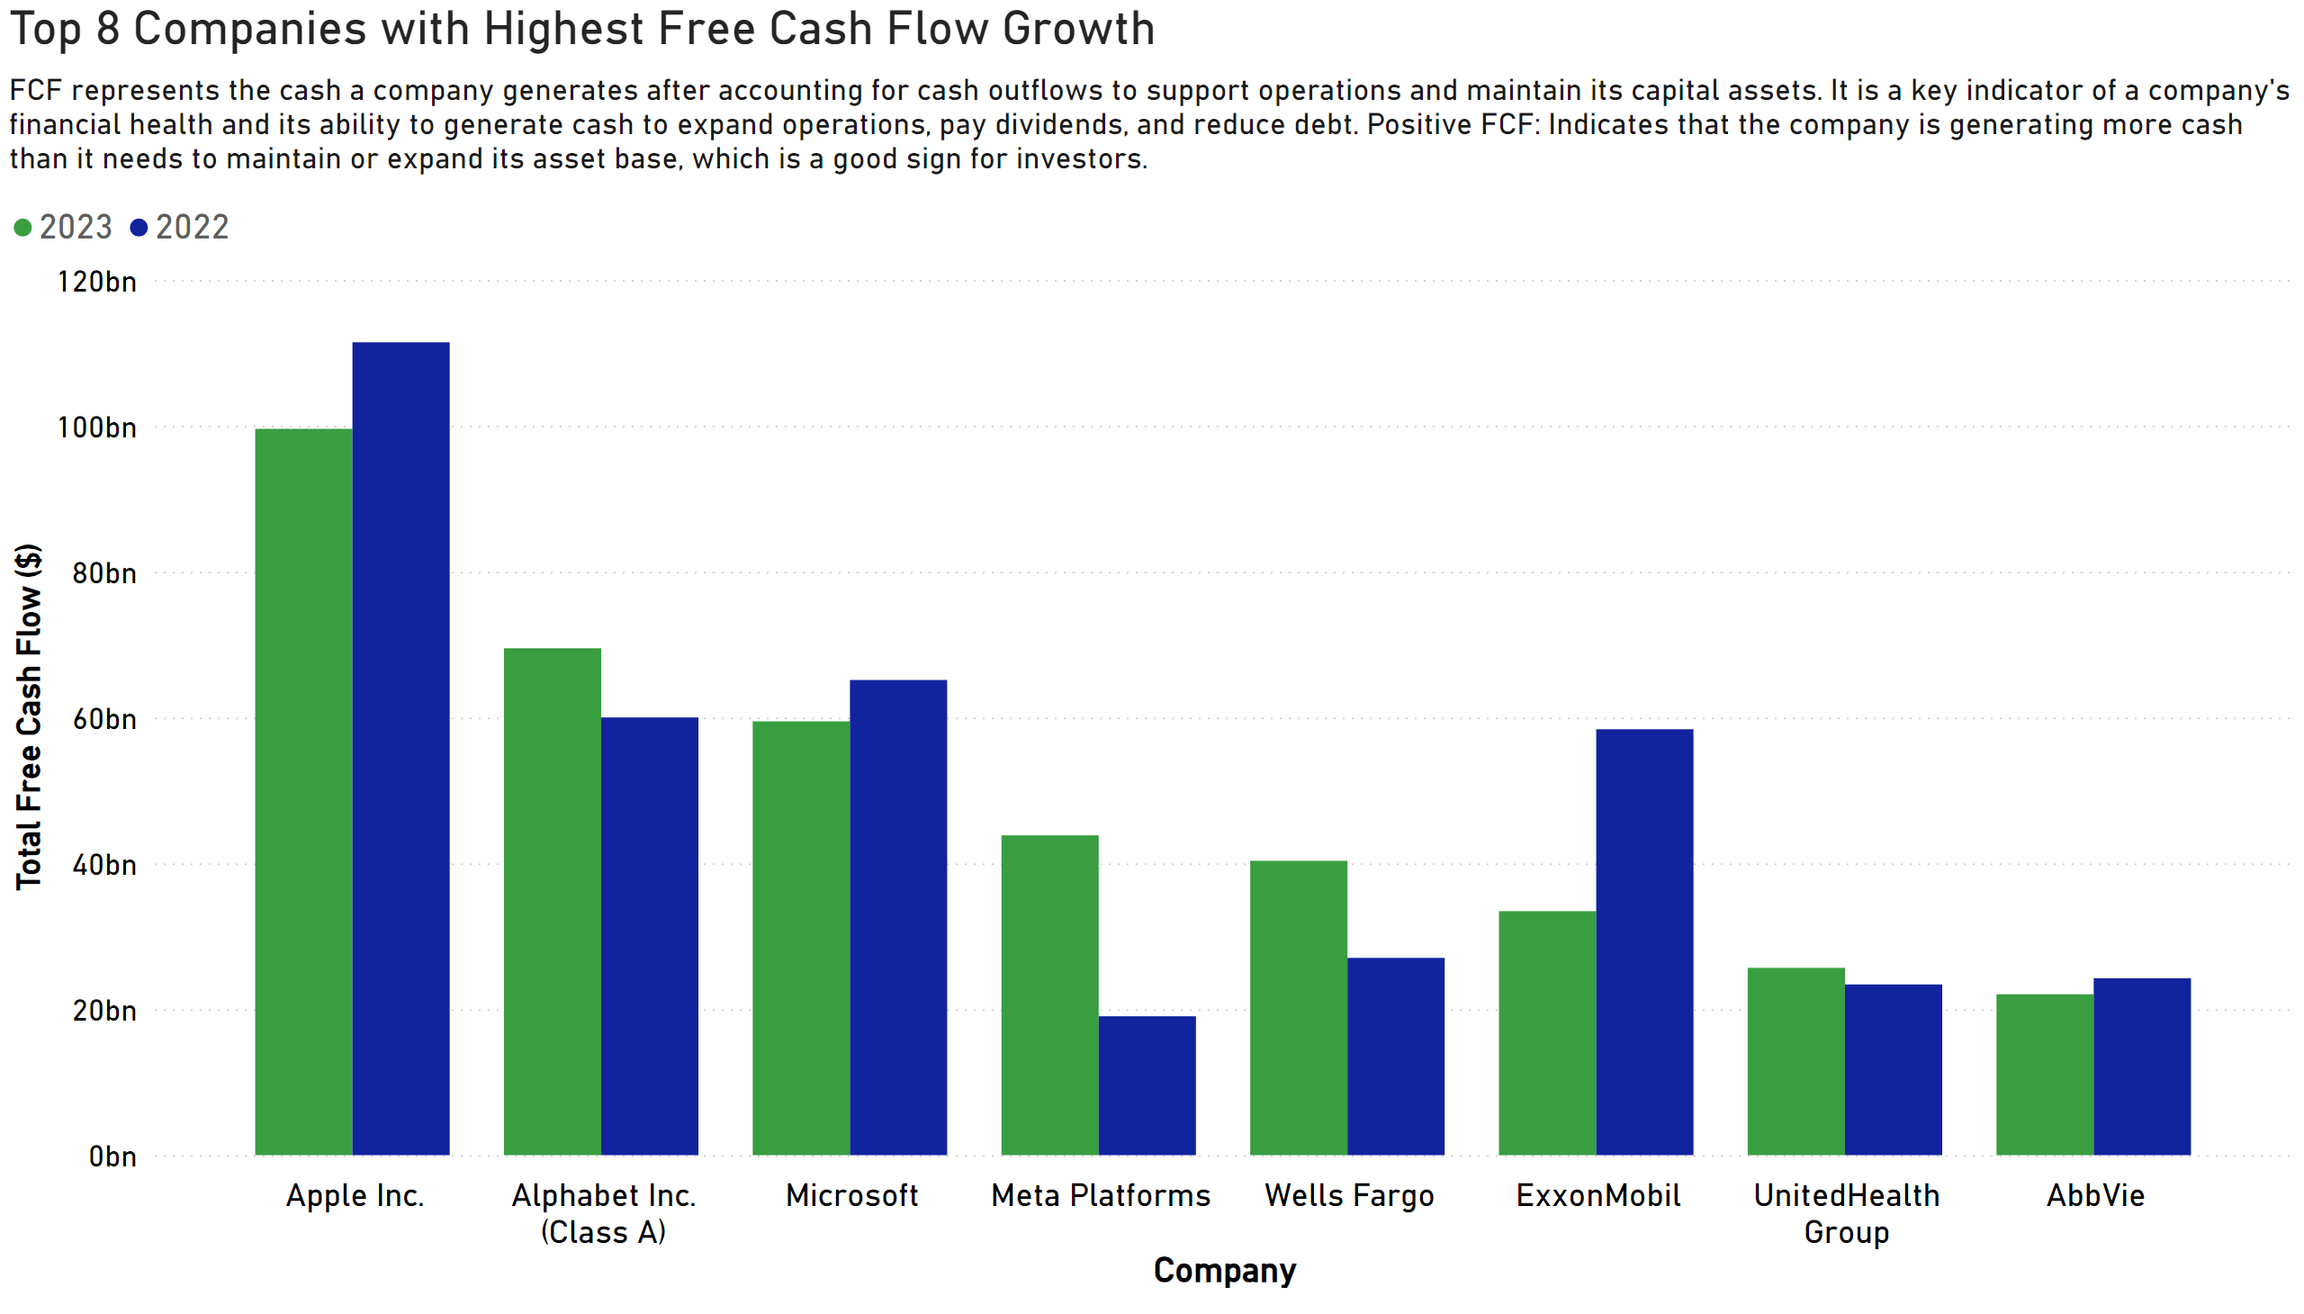 Top 8 Companies with Highest Free Cash Flow Growth
FCF represents the cash a company generates after accounting for cash outflows to support operations and maintain its capital assets. It is a key indicator of a company's
financial health and its ability to generate cash to expand operations, pay dividends, and reduce debt. Positive FCF: Indicates that the company is generating more cash
than it needs to maintain or expand its asset base, which is a good sign for investors.
2023 2022
120bn
100bn
80bn
60bn
40bn
20bn
0bn
Total Free Cash Flow ($)
Apple Inc.
Alphabet Inc.
(Class A)
Microsoft
Meta Platforms
Wells Fargo
ExxonMobil
UnitedHealth
Group
AbbVie
Company